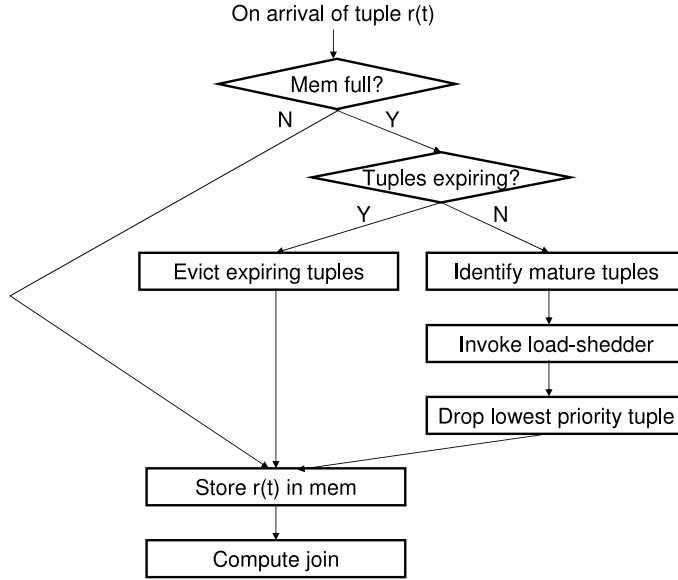 On arrival of tuple r(t)
Mem full?
N
Y
Tuples expiring?
Y
N
Evict expiring tuples
Identify mature tuples
Invoke load-shedder
Drop lowest priority tuple
Store r(t) in mem
Compute join